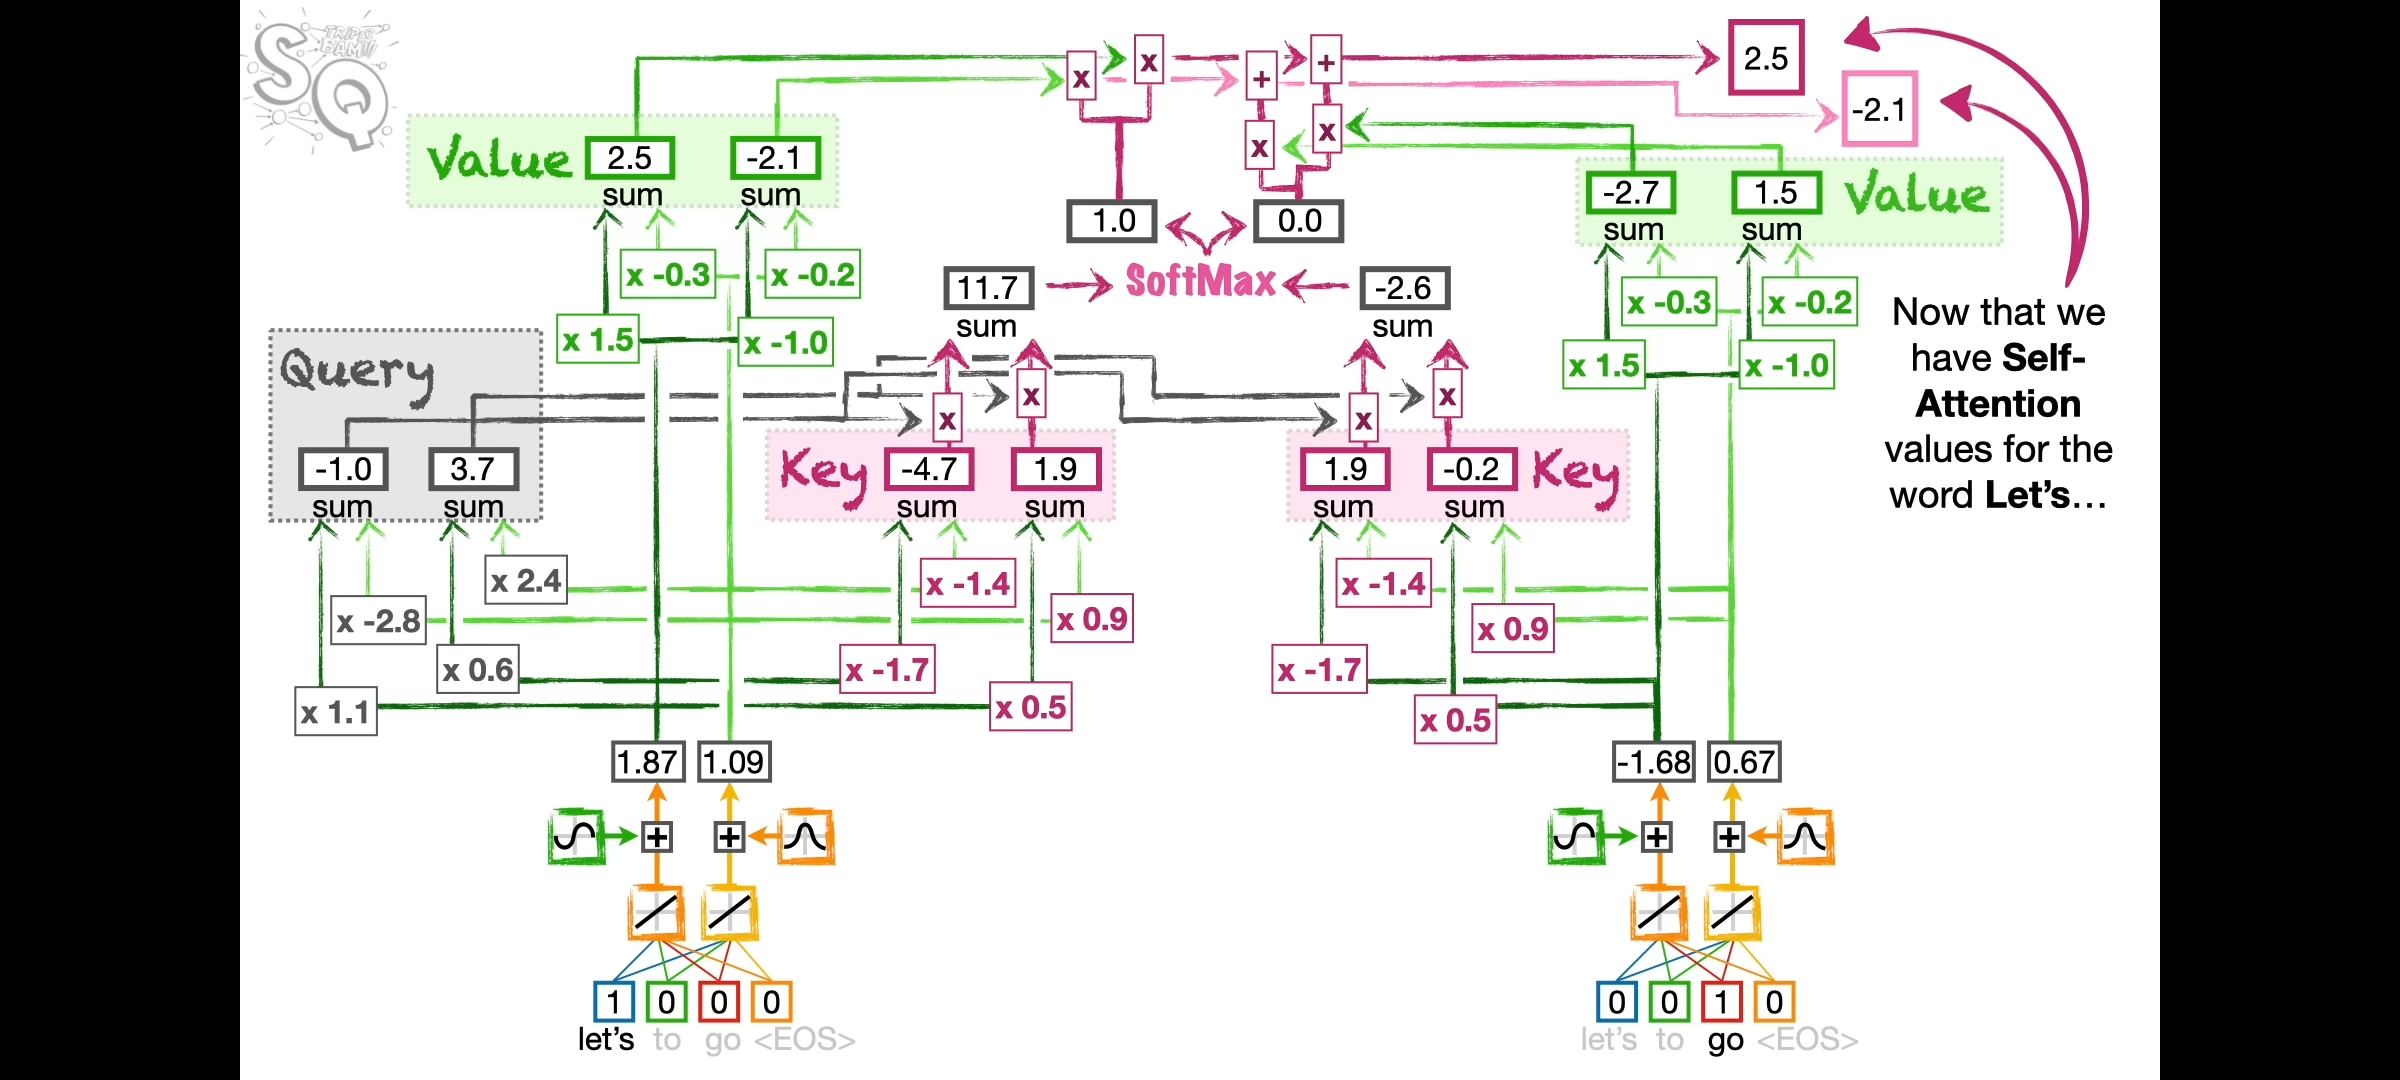 SQ
TRIPLE
BAM!!!
x x + + 2.5
-2.1
x x
Value 2.5 -2.1
sum sum
1.0 0.0
-2.7 1.5 Value
sum sum
x -0.3 x -0.2
11.7 SoftMax -2.6
sum sum
x -0.3 x -0.2
x 1.5 x -1.0
x 1.5 x -1.0
Now that we
have Self-
Attention
values for the
word Let's...
Query
x x x x
-1.0 3.7
sum sum
Key -4.7 1.9
sum sum
1.9 -0.2 Key
sum sum
x 2.4 x -1.4 x -1.4
x -2.8 x 0.9 x 0.9
x 0.6 x -1.7 x -1.7
x 1.1 x 0.5 x 0.5
1.87 1.09 -1.68 0.67
+ + + +
1 0 0 0 0 0 1 0
let's to go <EOS> let's to go <EOS>